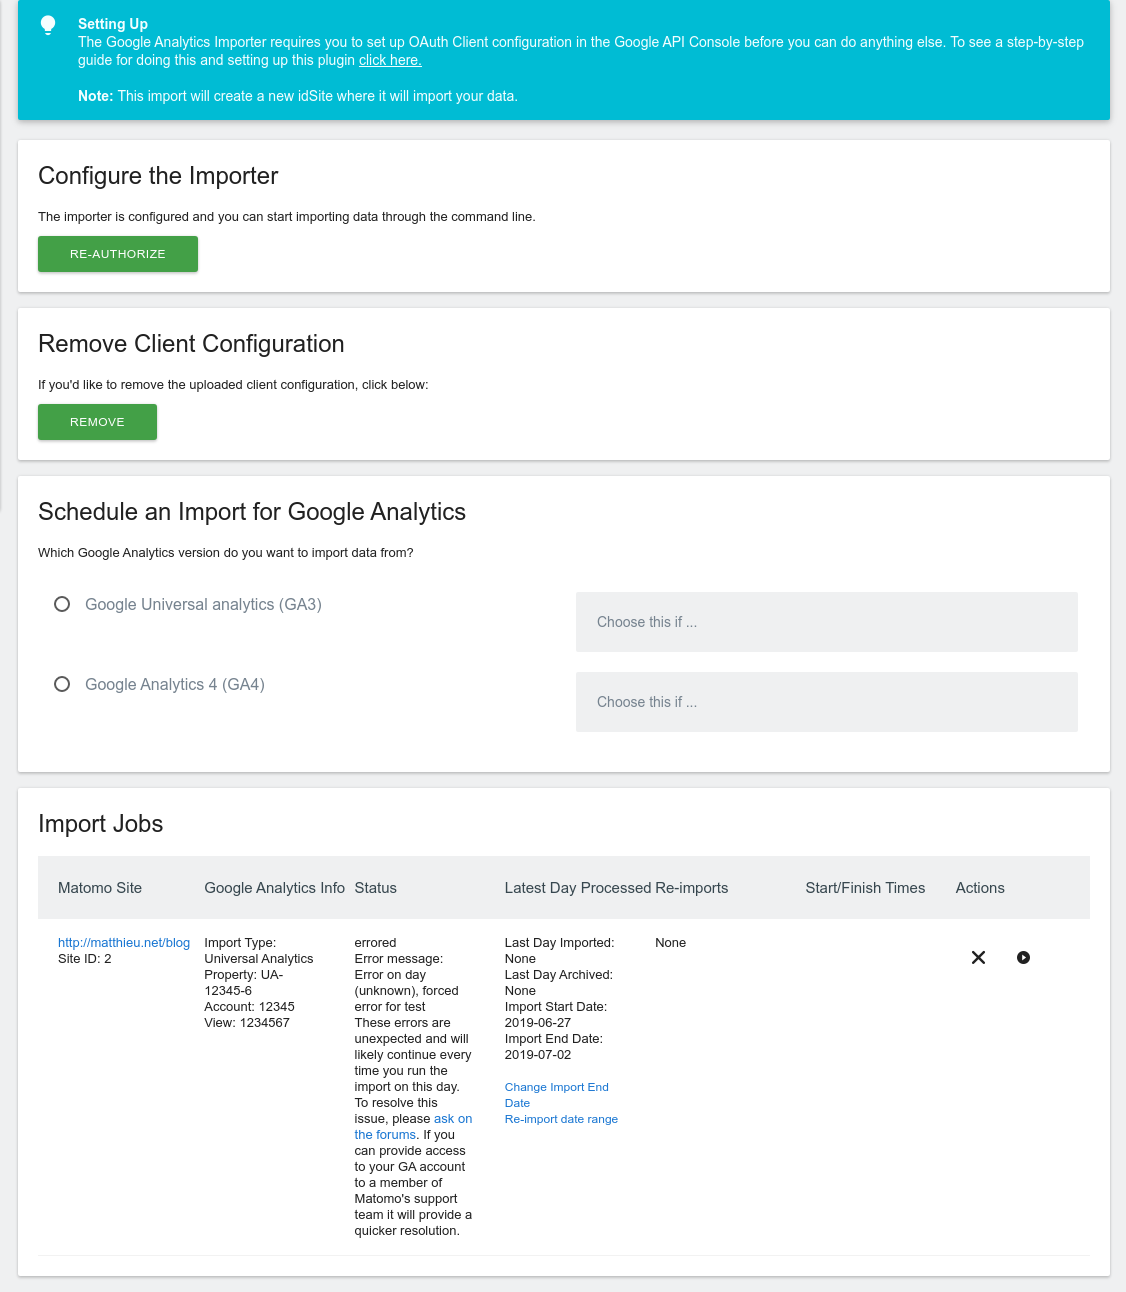 Setting Up
The Google Analytics Importer requires you to set up OAuth Client configuration in the Google API Console before you can do anything else. To see a step-by-step
guide for doing this and setting up this plugin click here.
Note: This import will create a new idSite where it will import your data.
Configure the Importer
The importer is configured and you can start importing data through the command line.
RE-AUTHORIZE
Remove Client Configuration
If you'd like to remove the uploaded client configuration, click below:
REMOVE
Schedule an Import for Google Analytics
Which Google Analytics version do you want to import data from?
Google Universal analytics (GA3)
Choose this if ...
Google Analytics 4 (GA4)
Choose this if ...
Import Jobs
Matomo Site Google Analytics Info Status Latest Day Processed Re-imports Start/Finish Times Actions
http://matthieu.net/blog
Site ID: 2
Import Type:
Universal Analytics
Property: UA-
12345-6
Account: 12345
View: 1234567
errored
Error message:
Error on day
(unknown), forced
error for test
These errors are
unexpected and will
likely continue every
time you run the
import on this day.
To resolve this
issue, please ask on
the forums. If you
can provide access
to your GA account
to a member of
Matomo's support
team it will provide a
quicker resolution.
Last Day Imported:
None
Last Day Archived:
None
Import Start Date:
2019-06-27
Import End Date:
2019-07-02
Change Import End
Date
Re-import date range
None